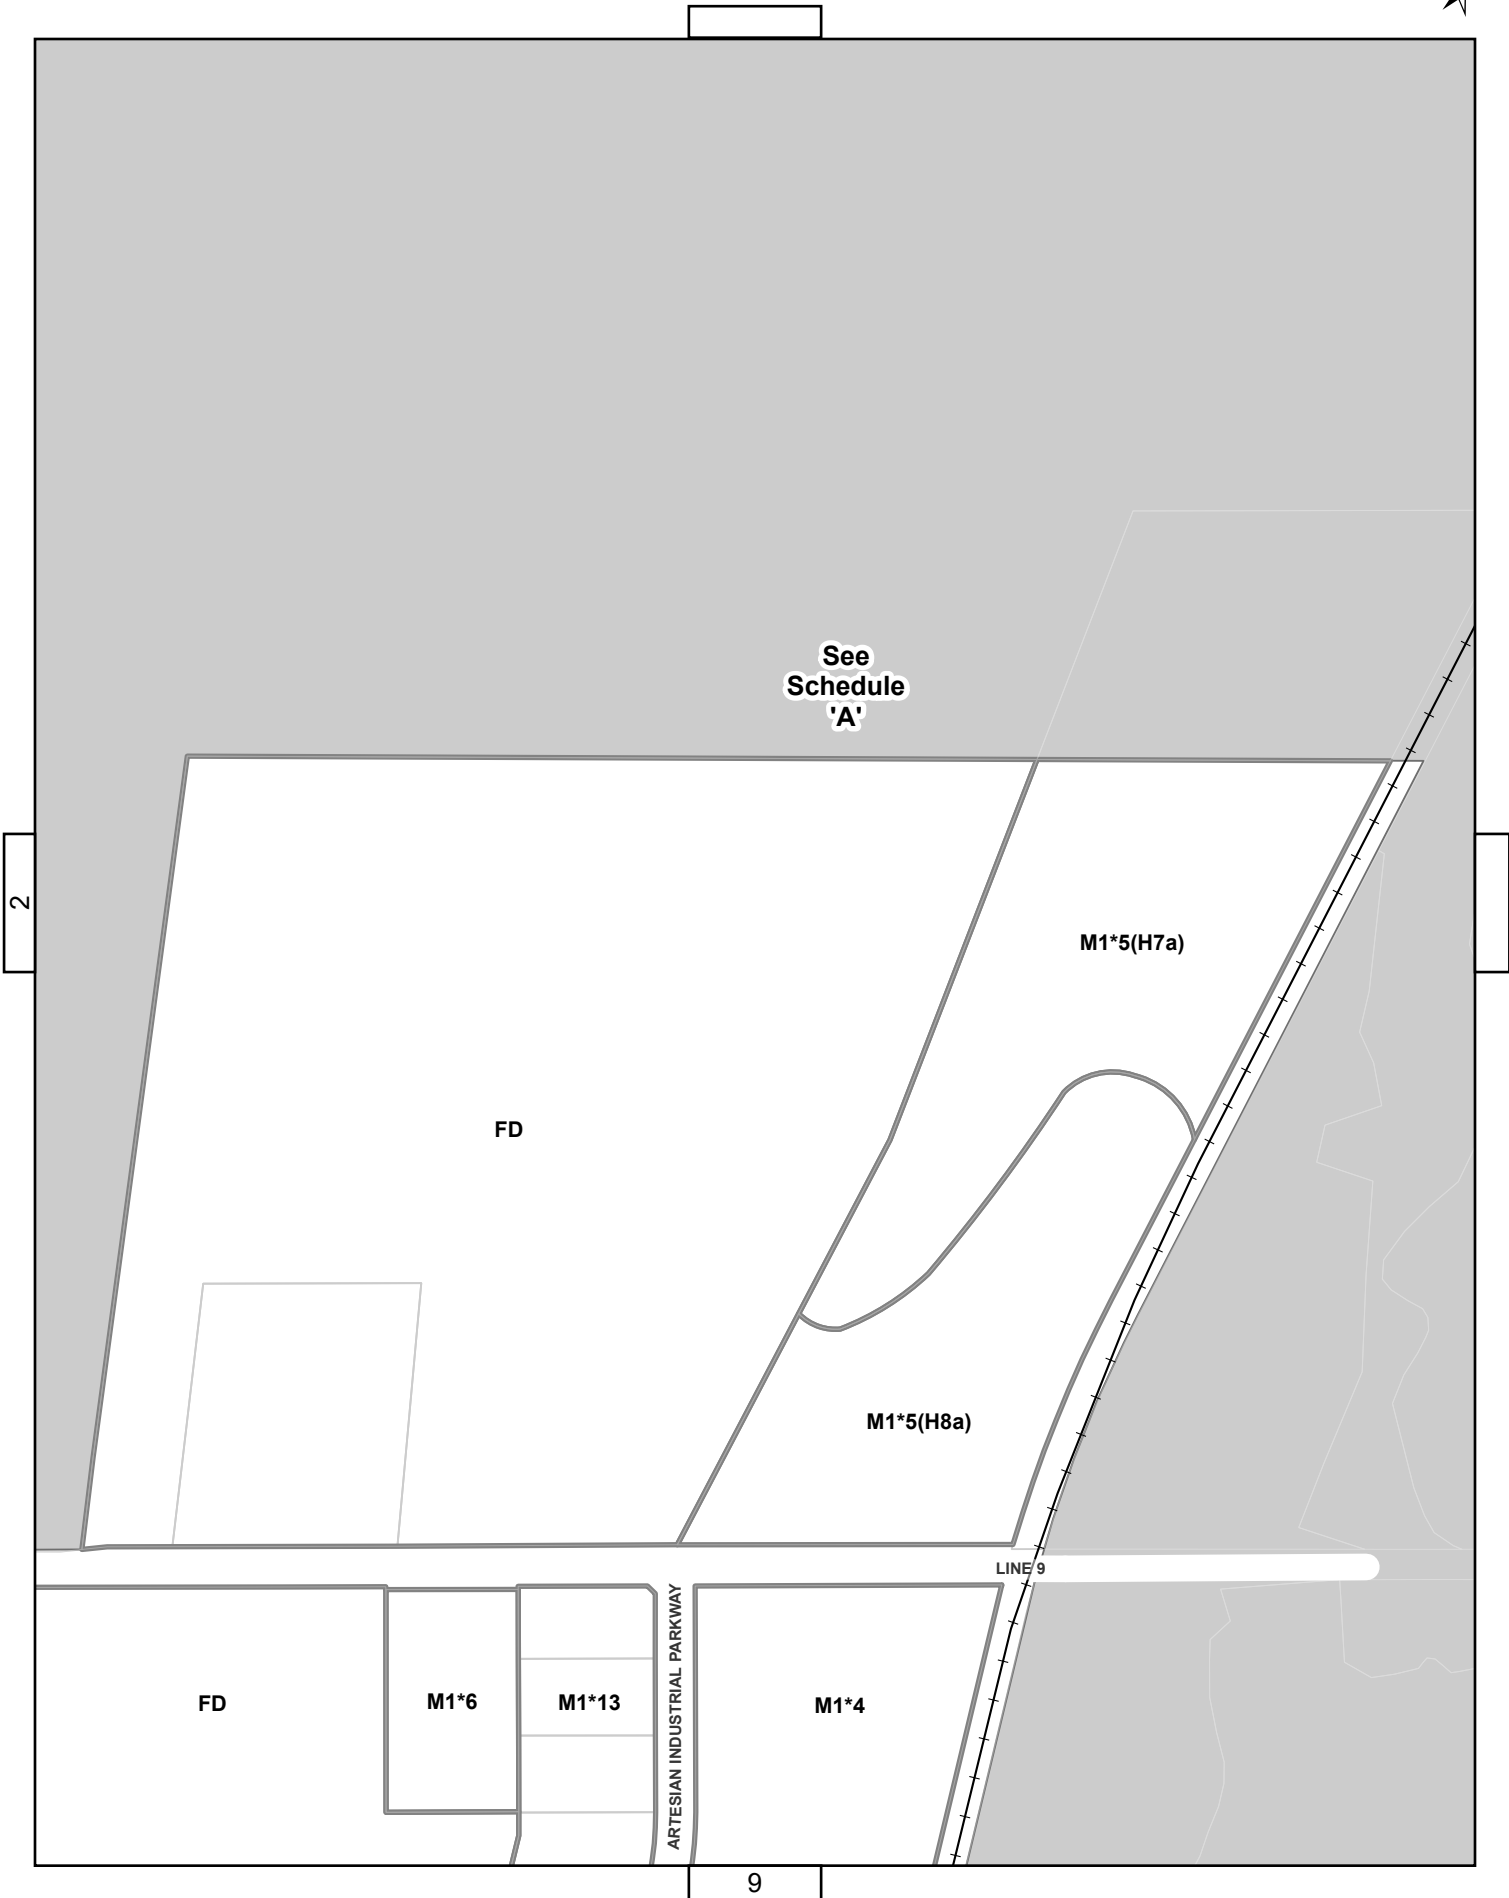 See
Schedule
'A'
2
M1*5(H7a)
FD
M1*5(H8a)
LINE 9
ARTESIAN INDUSTRIAL PARKWAY
FD
M1*6
M1*13
M1*4
9